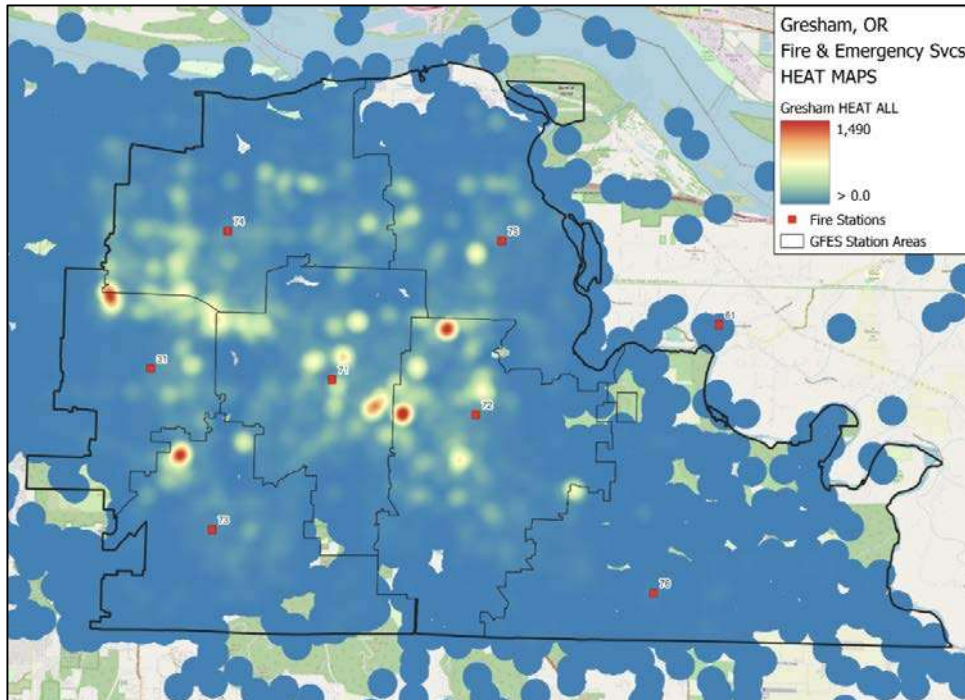 Gresham, OR
Fire & Emergency Svcs
HEAT MAPS
Gresham HEAT ALL
1,490
> 0.0
Fire Stations
GFES Station Areas
74
75
61
31
71
72
73
76